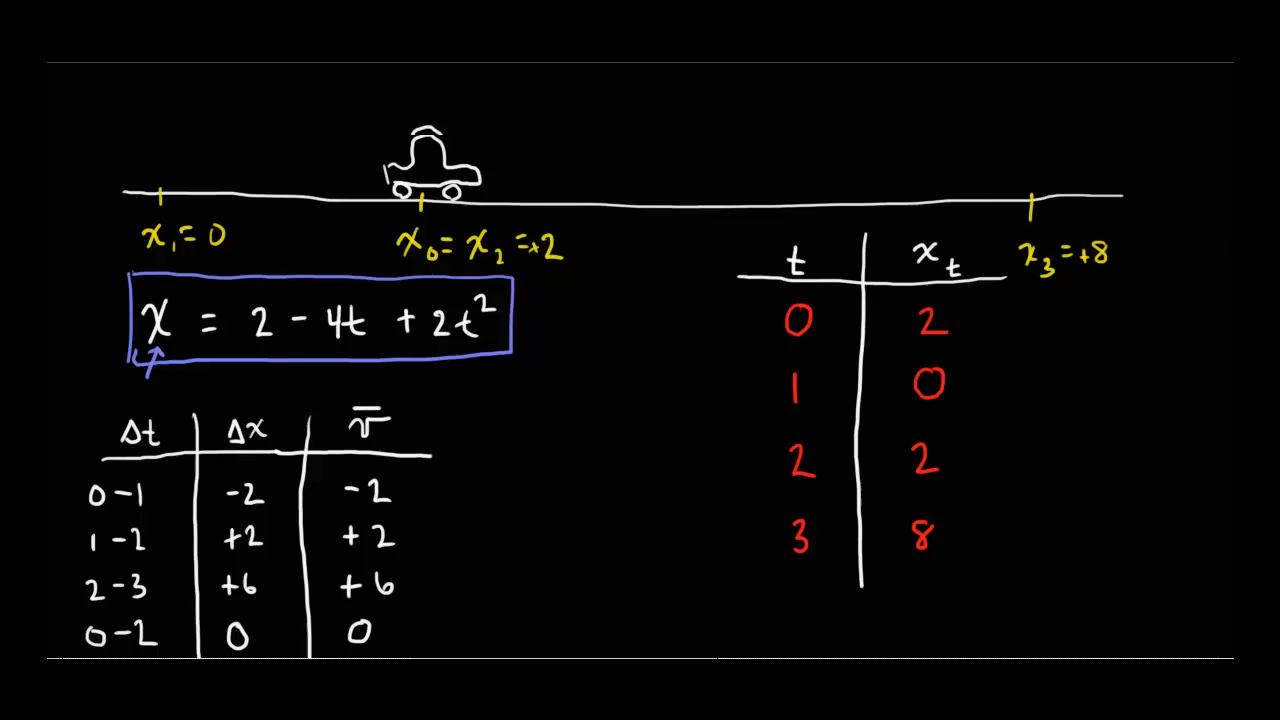 x₁ = 0
x₀ = x₂ = +2
x₃ = +8
x = 2 - 4t + 2t²
t xₜ
0 2
1 0
2 2
3 8
Δt Δx v̅
0-1 -2 -2
1-2 +2 +2
2-3 +6 +6
0-2 0 0